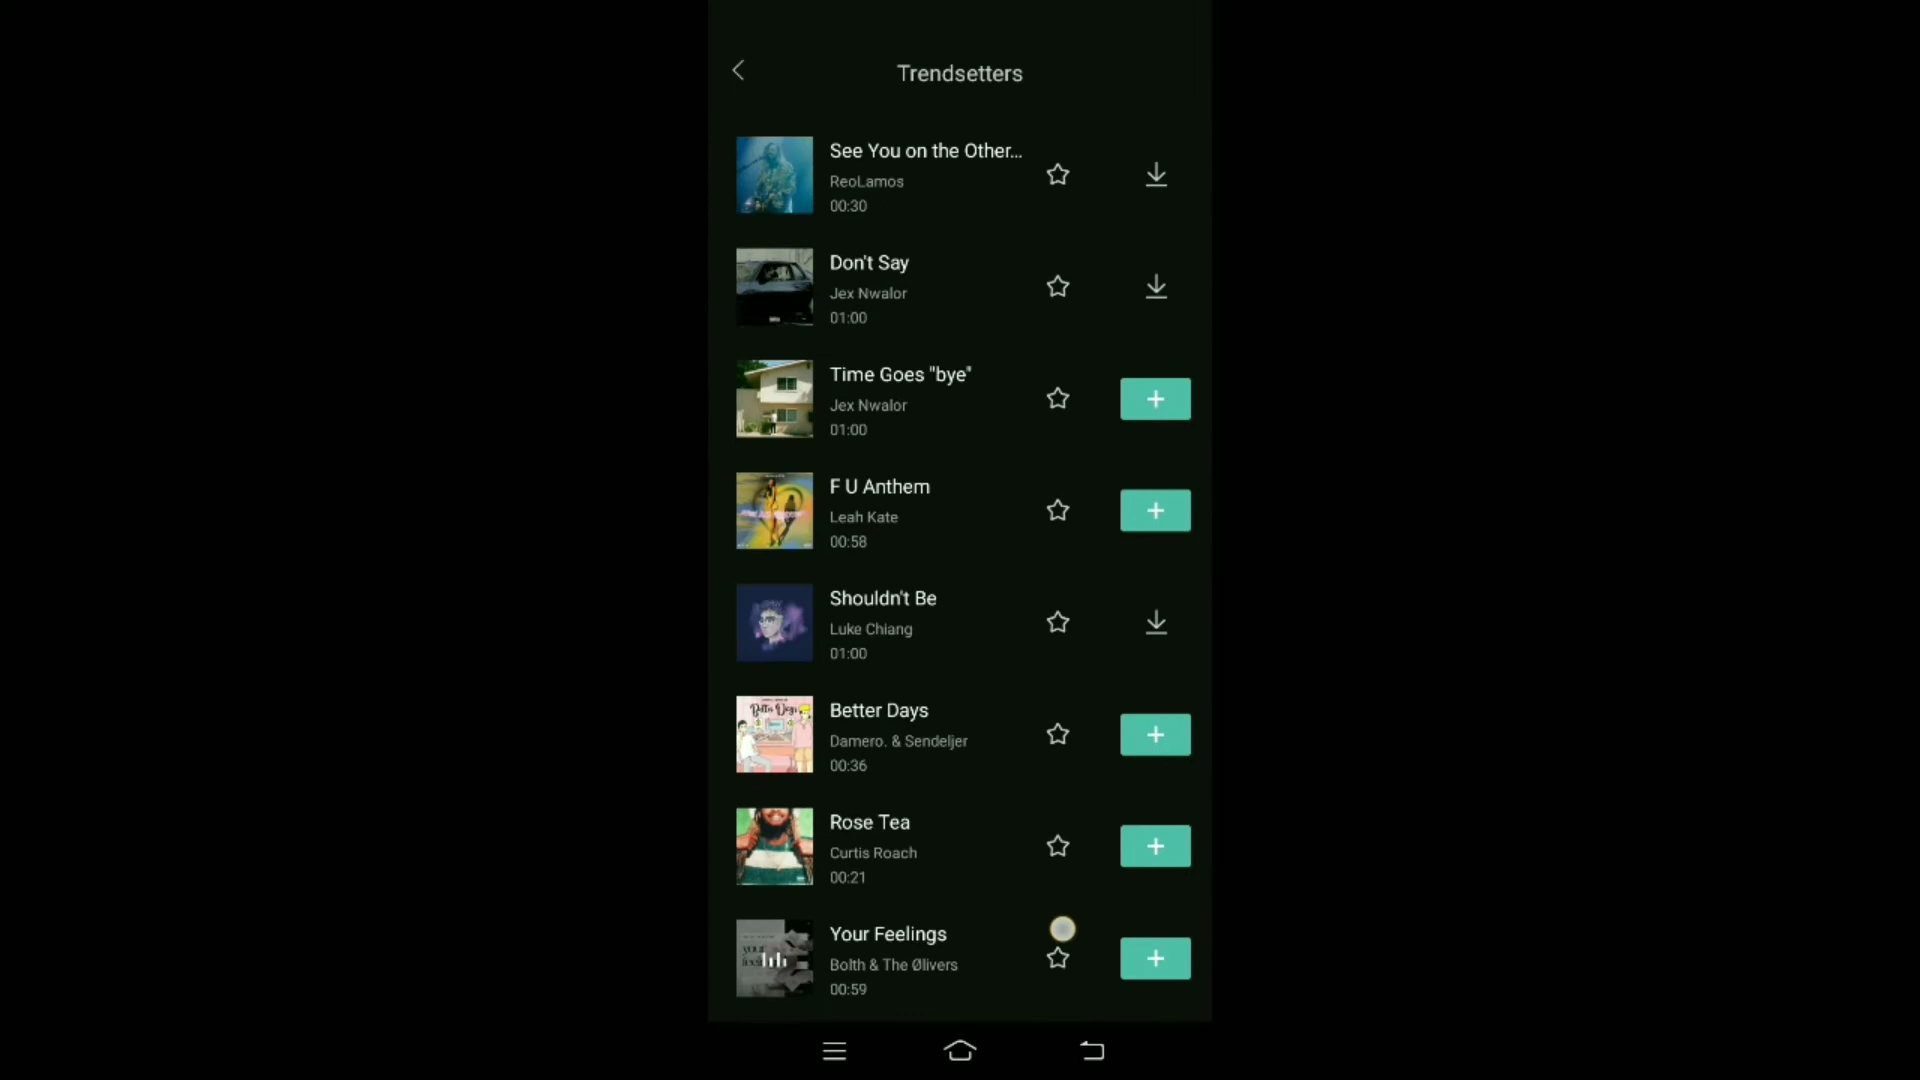 Trendsetters
See You on the Other...
ReoLamos
00:30
Don't Say
Jex Nwalor
01:00
Time Goes "bye"
Jex Nwalor
01:00
F U Anthem
Leah Kate
00:58
Shouldn't Be
Luke Chiang
01:00
Better Days
Damero. & Sendeljer
00:36
Rose Tea
Curtis Roach
00:21
Your Feelings
Bolth & The Ølivers
00:59